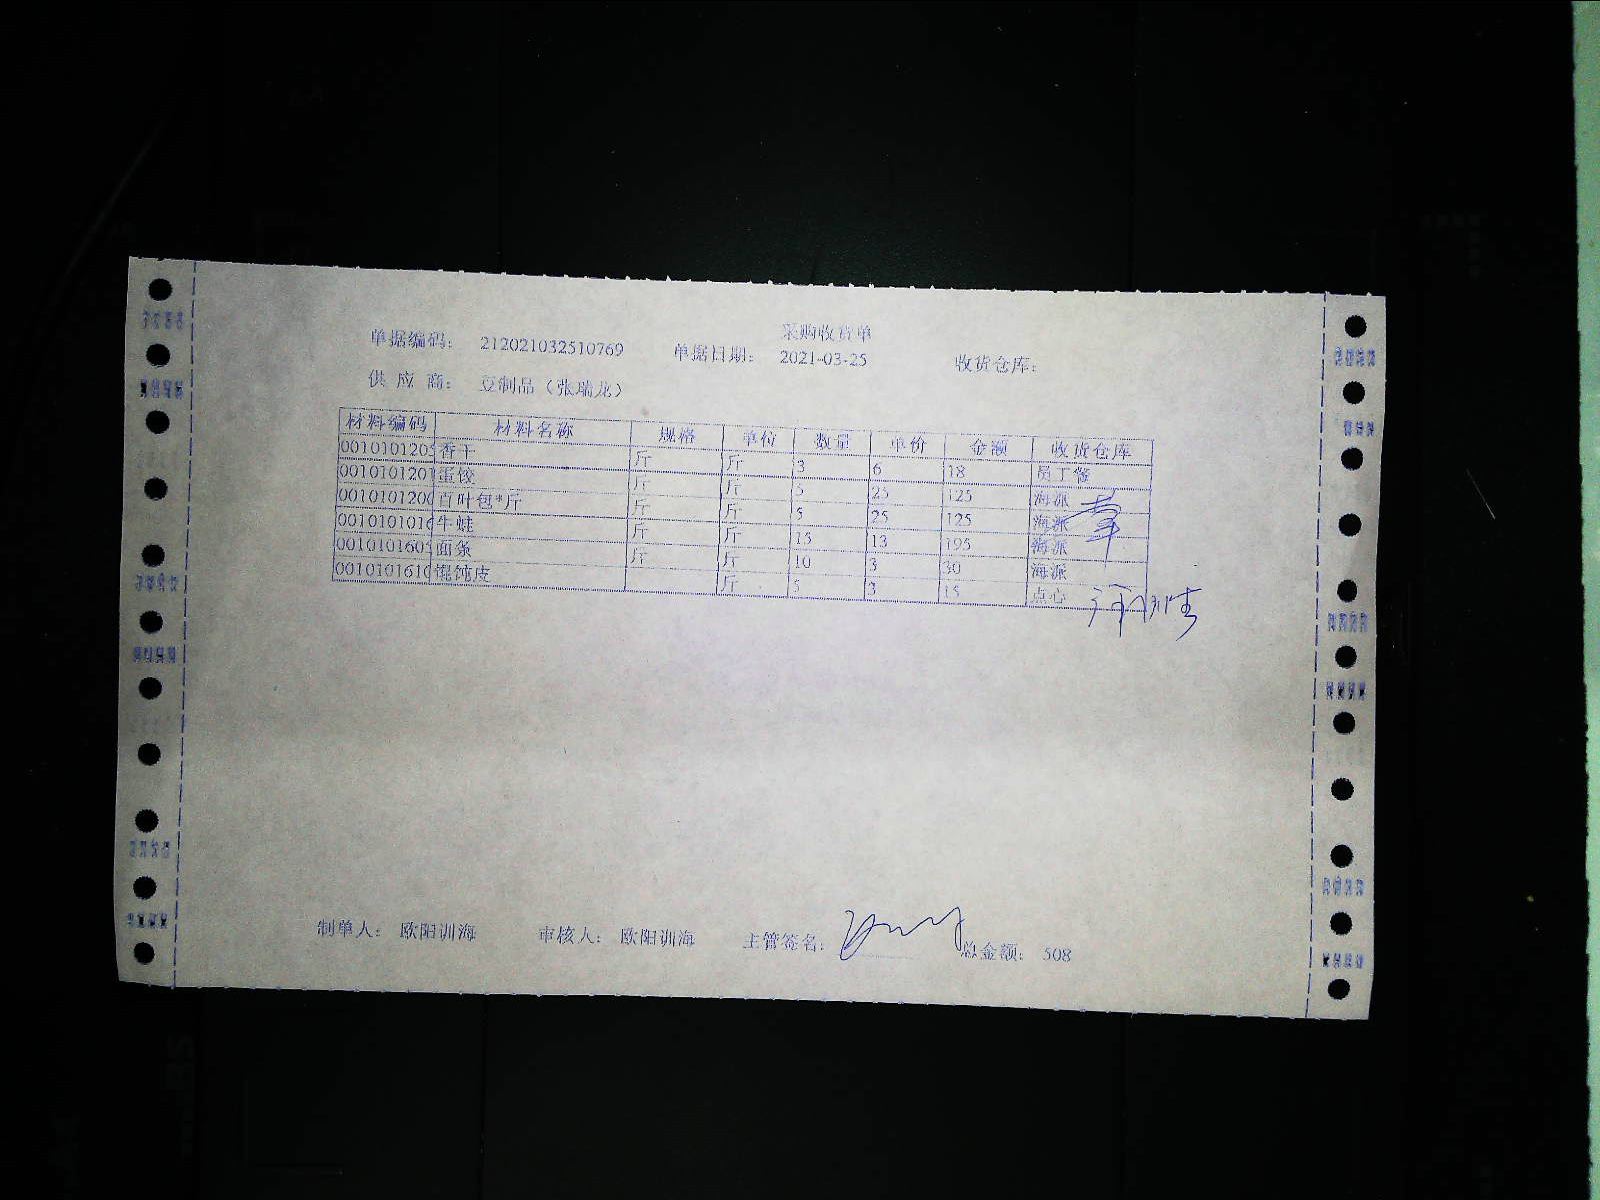 采购收货单
单据编码： 212021032510769 单据日期： 2021-03-25 收货仓库：
供 应 商： 豆制品（张瑞龙）
材料编码 材料名称 规格 单位 数量 单价 金额 收货仓库
0010101205 香干 斤 斤 3 6 18 员工餐
0010101201 蛋饺 斤 斤 5 25 125 海派
0010101200 百叶包*斤 斤 斤 5 25 125 海派
0010101016 牛蛙 斤 斤 15 13 195 海派
0010101605 面条 斤 斤 10 3 30 海派
0010101610 馄饨皮 斤 5 3 15 点心
制单人： 欧阳训海 审核人： 欧阳训海 主管签名： 总金额： 508